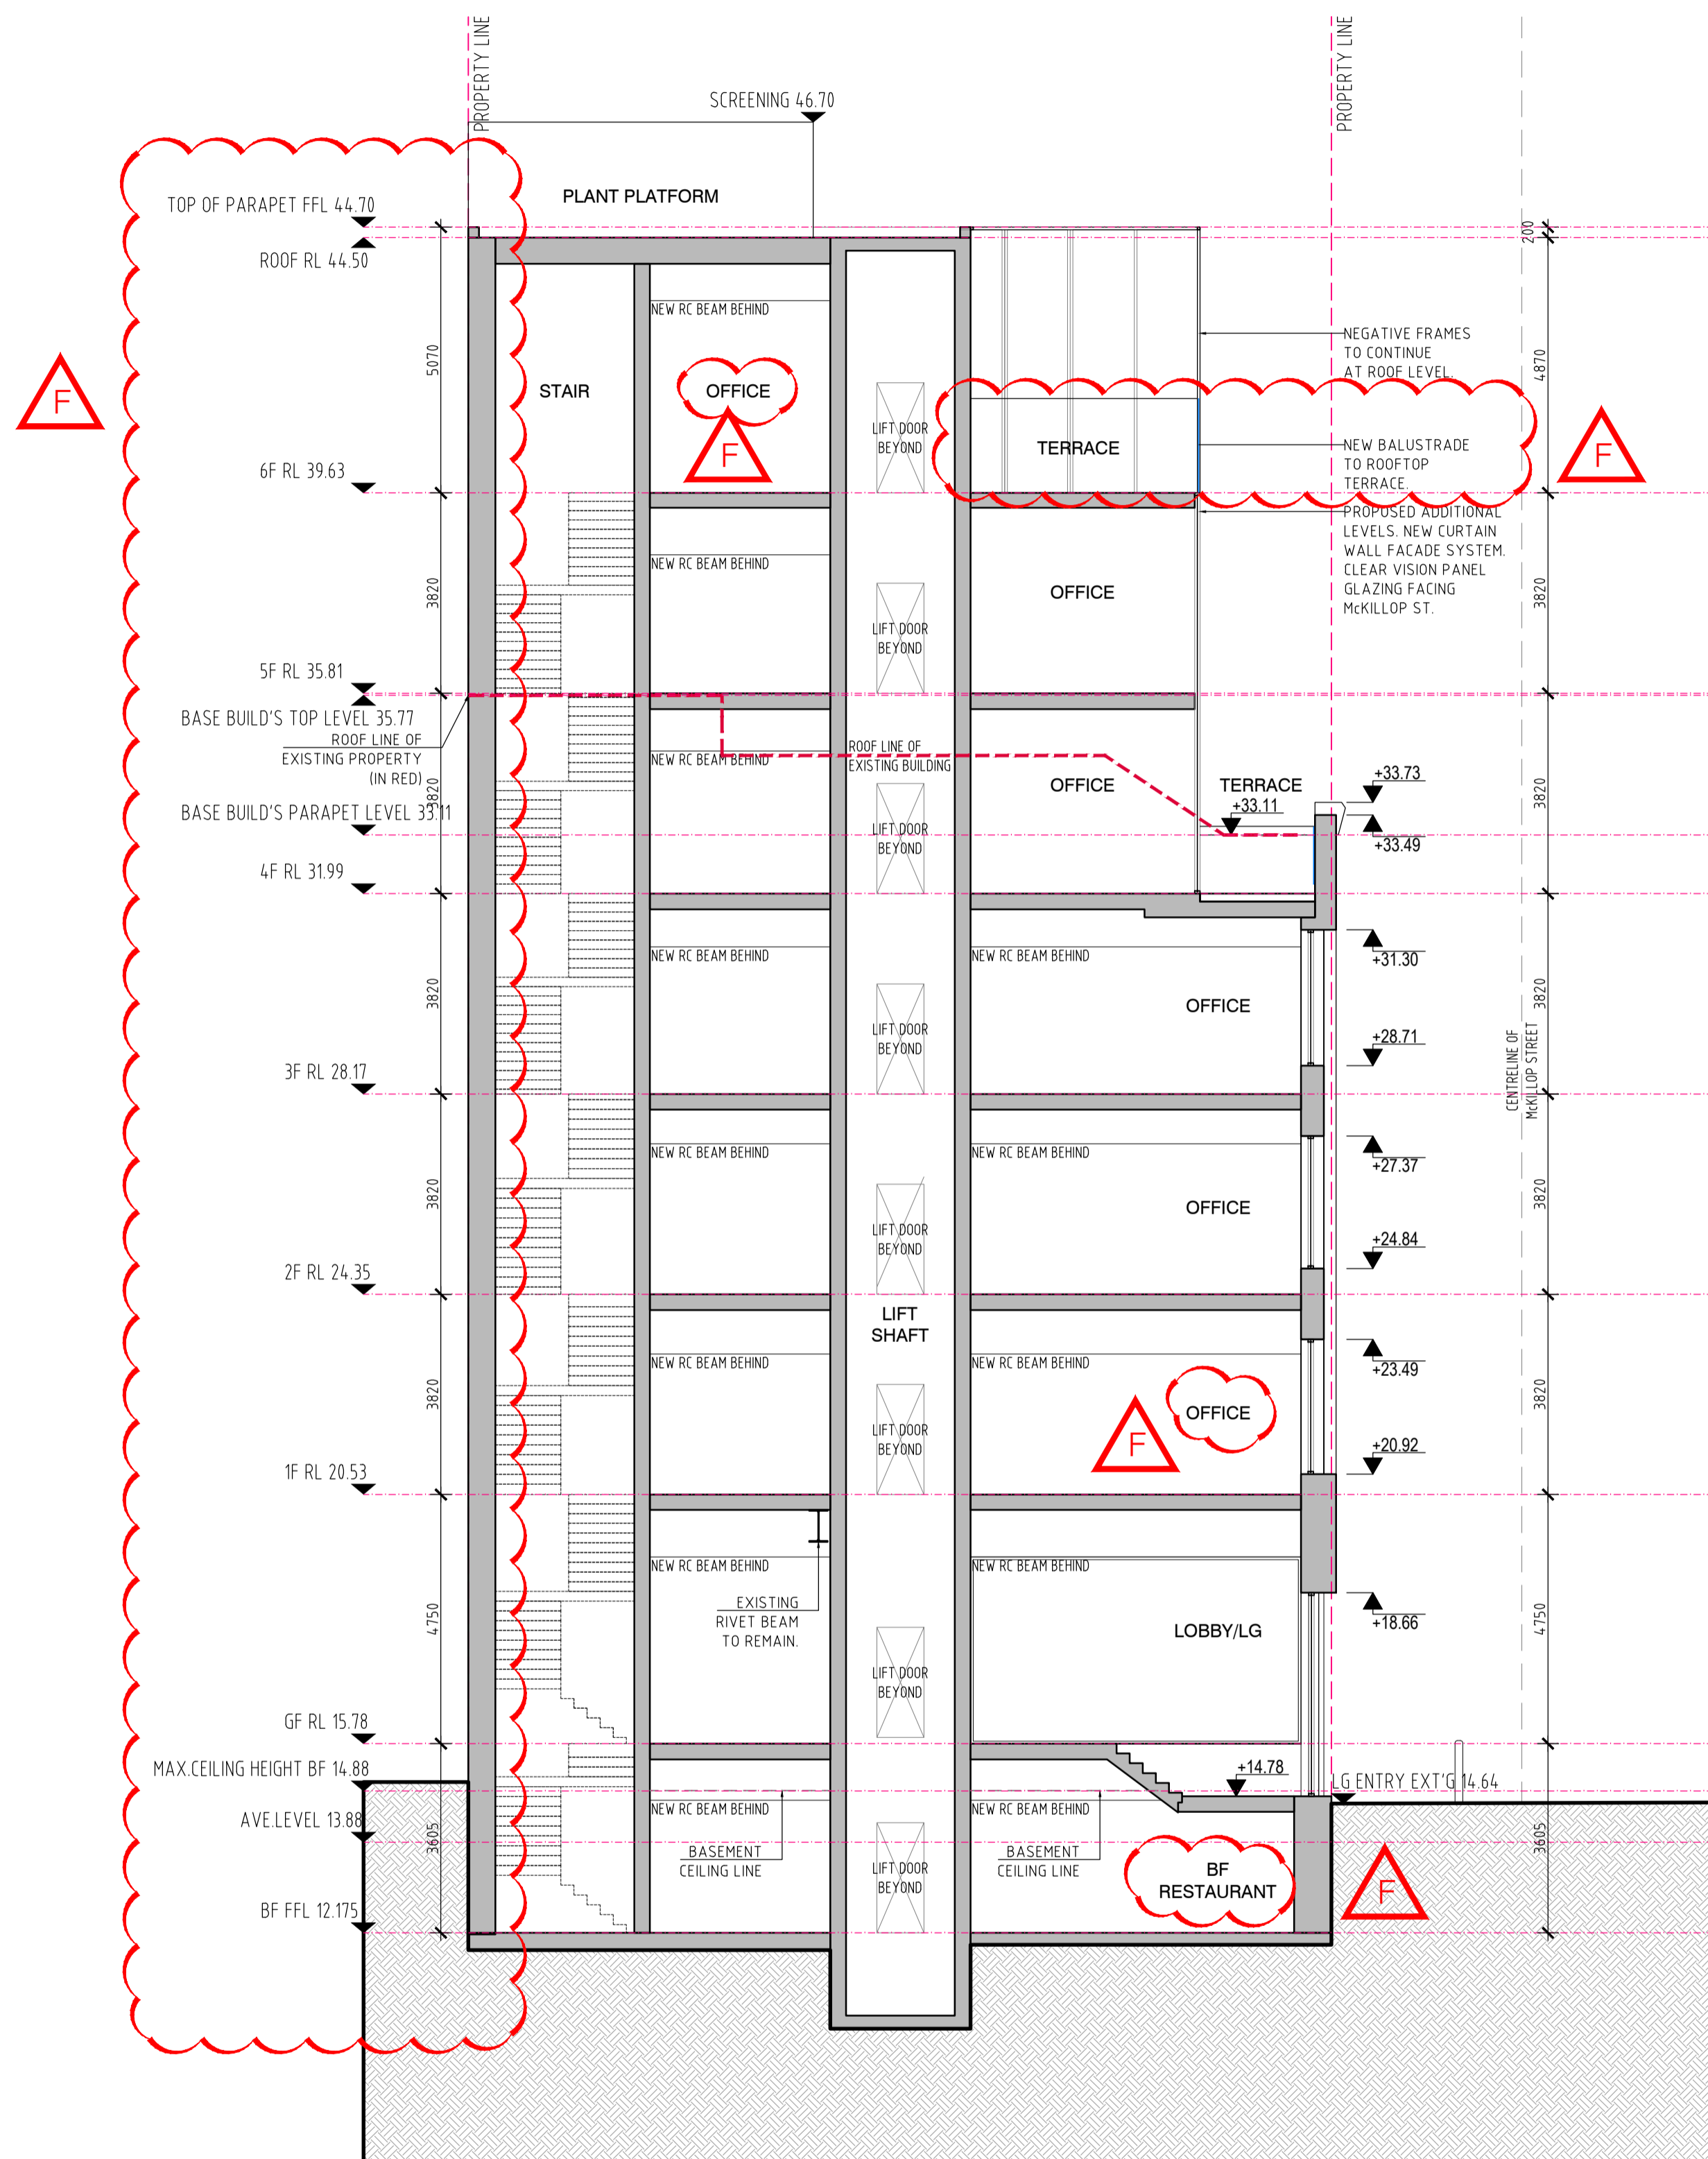 PROPERTY LINE
PROPERTY LINE
SCREENING 46.70
PLANT PLATFORM
TOP OF PARAPET FFL 44.70
200
ROOF RL 44.50
NEW RC BEAM BEHIND
NEGATIVE FRAMES
TO CONTINUE
AT ROOF LEVEL.
5070
4870
F
STAIR
OFFICE
F
LIFT DOOR
BEYOND
TERRACE
NEW BALUSTRADE
TO ROOFTOP
TERRACE.
F
6F RL 39.63
PROPOSED ADDITIONAL
LEVELS. NEW CURTAIN
WALL FACADE SYSTEM.
CLEAR VISION PANEL
GLAZING FACING
McKILLOP ST.
NEW RC BEAM BEHIND
3820
OFFICE
3820
LIFT DOOR
BEYOND
5F RL 35.81
BASE BUILD'S TOP LEVEL 35.77
ROOF LINE OF
EXISTING PROPERTY
(IN RED)
NEW RC BEAM BEHIND
ROOF LINE OF
EXISTING BUILDING
3820
OFFICE
TERRACE
+33.73
3820
+33.11
BASE BUILD'S PARAPET LEVEL 33.11
LIFT DOOR
BEYOND
+33.49
4F RL 31.99
NEW RC BEAM BEHIND
NEW RC BEAM BEHIND
+31.30
3820
OFFICE
3820
LIFT DOOR
BEYOND
+28.71
CENTRELINE OF
McKILLOP STREET
3F RL 28.17
NEW RC BEAM BEHIND
NEW RC BEAM BEHIND
+27.37
3820
OFFICE
3820
LIFT DOOR
BEYOND
+24.84
2F RL 24.35
LIFT
SHAFT
NEW RC BEAM BEHIND
NEW RC BEAM BEHIND
+23.49
3820
OFFICE
3820
LIFT DOOR
BEYOND
F
+20.92
1F RL 20.53
NEW RC BEAM BEHIND
NEW RC BEAM BEHIND
EXISTING
RIVET BEAM
TO REMAIN.
4750
LOBBY/LG
+18.66
4750
LIFT DOOR
BEYOND
GF RL 15.78
MAX.CEILING HEIGHT BF 14.88
+14.78
LG ENTRY EXT'G 14.64
NEW RC BEAM BEHIND
NEW RC BEAM BEHIND
AVE.LEVEL 13.88
3605
BASEMENT
CEILING LINE
LIFT DOOR
BEYOND
BASEMENT
CEILING LINE
BF
RESTAURANT
F
3605
BF FFL 12.175